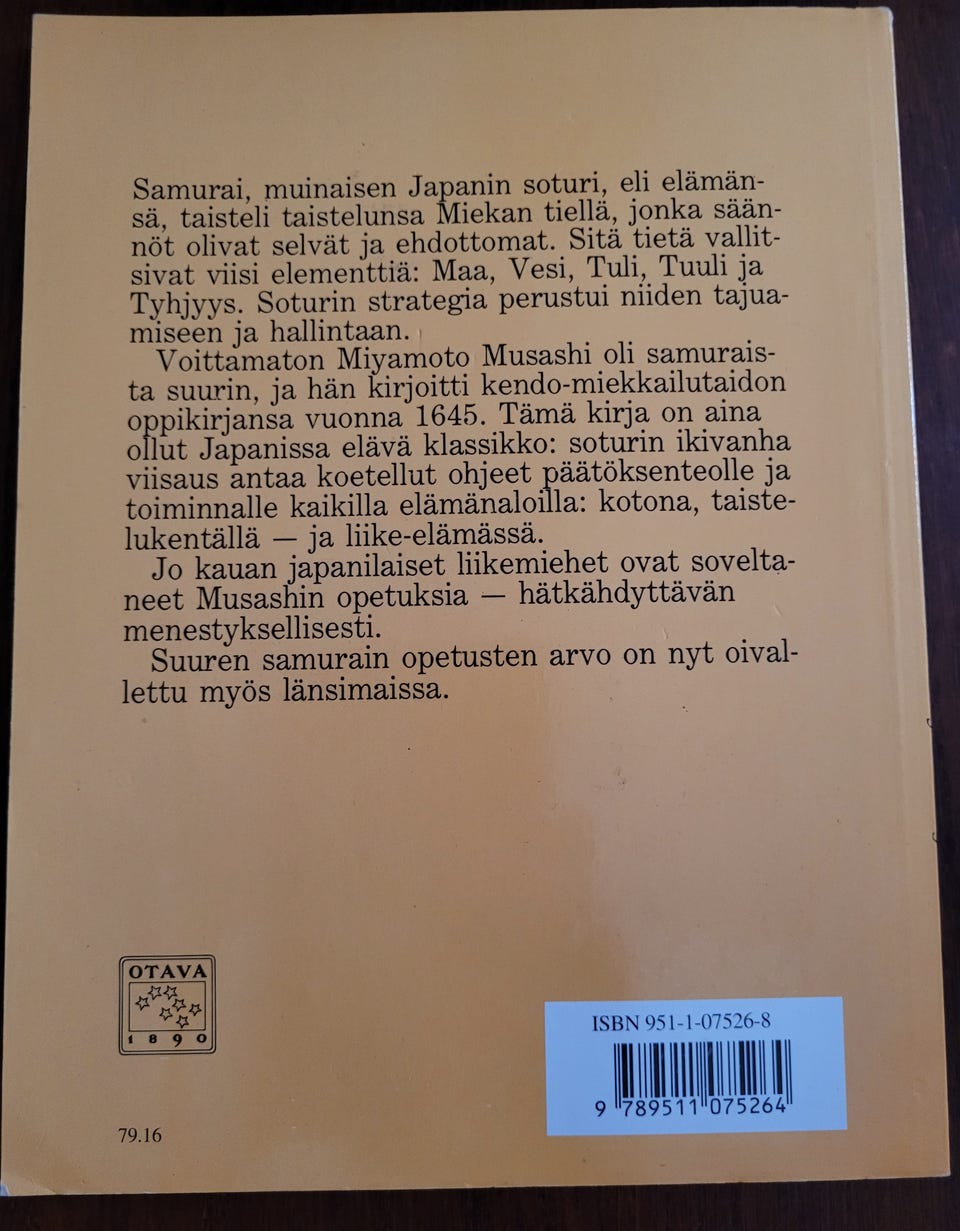 Samurai, muinaisen Japanin soturi, eli elämän-
sä, taisteli taistelunsa Miekan tiellä, jonka sään-
nöt olivat selvät ja ehdottomat. Sitä tietä vallit-
sivat viisi elementtiä: Maa, Vesi, Tuli, Tuuli ja
Tyhjyys. Soturin strategia perustui niiden tajua-
miseen ja hallintaan.
Voittamaton Miyamoto Musashi oli samurais-
ta suurin, ja hän kirjoitti kendo-miekkailutaidon
oppikirjansa vuonna 1645. Tämä kirja on aina
ollut Japanissa elävä klassikko: soturin ikivanha
viisaus antaa koetellut ohjeet päätöksenteolle ja
toiminnalle kaikilla elämänaloilla: kotona, taiste-
lukentällä — ja liike-elämässä.
Jo kauan japanilaiset liikemiehet ovat sovelta-
neet Musashin opetuksia — hätkähdyttävän
menestyksellisesti.
Suuren samurain opetusten arvo on nyt oival-
lettu myös länsimaissa.
OTAVA
1890
79.16
ISBN 951-1-07526-8
9 789511 075264